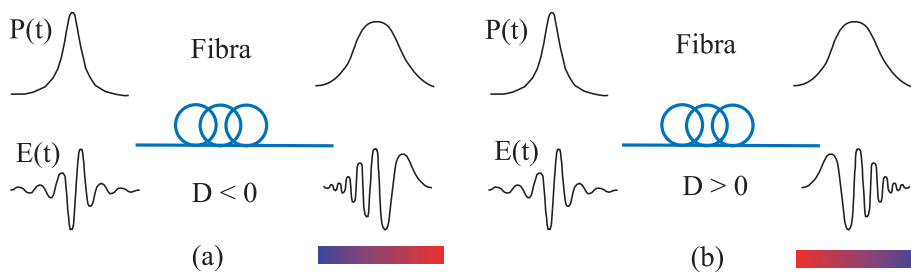 P(t)
Fibra
E(t)
D < 0
(a)
P(t)
Fibra
E(t)
D > 0
(b)